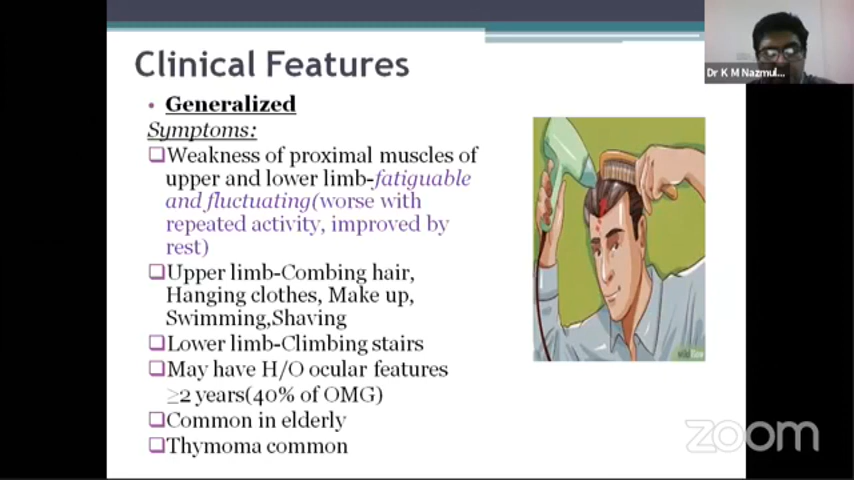 Clinical Features
Dr K M Nazmul...
• Generalized
Symptoms:
❑Weakness of proximal muscles of
upper and lower limb-fatiguable
and fluctuating(worse with
repeated activity, improved by
rest)
❑Upper limb-Combing hair,
Hanging clothes, Make up,
Swimming,Shaving
❑Lower limb-Climbing stairs
❑May have H/O ocular features
≥2 years(40% of OMG)
❑Common in elderly
❑Thymoma common
zoom